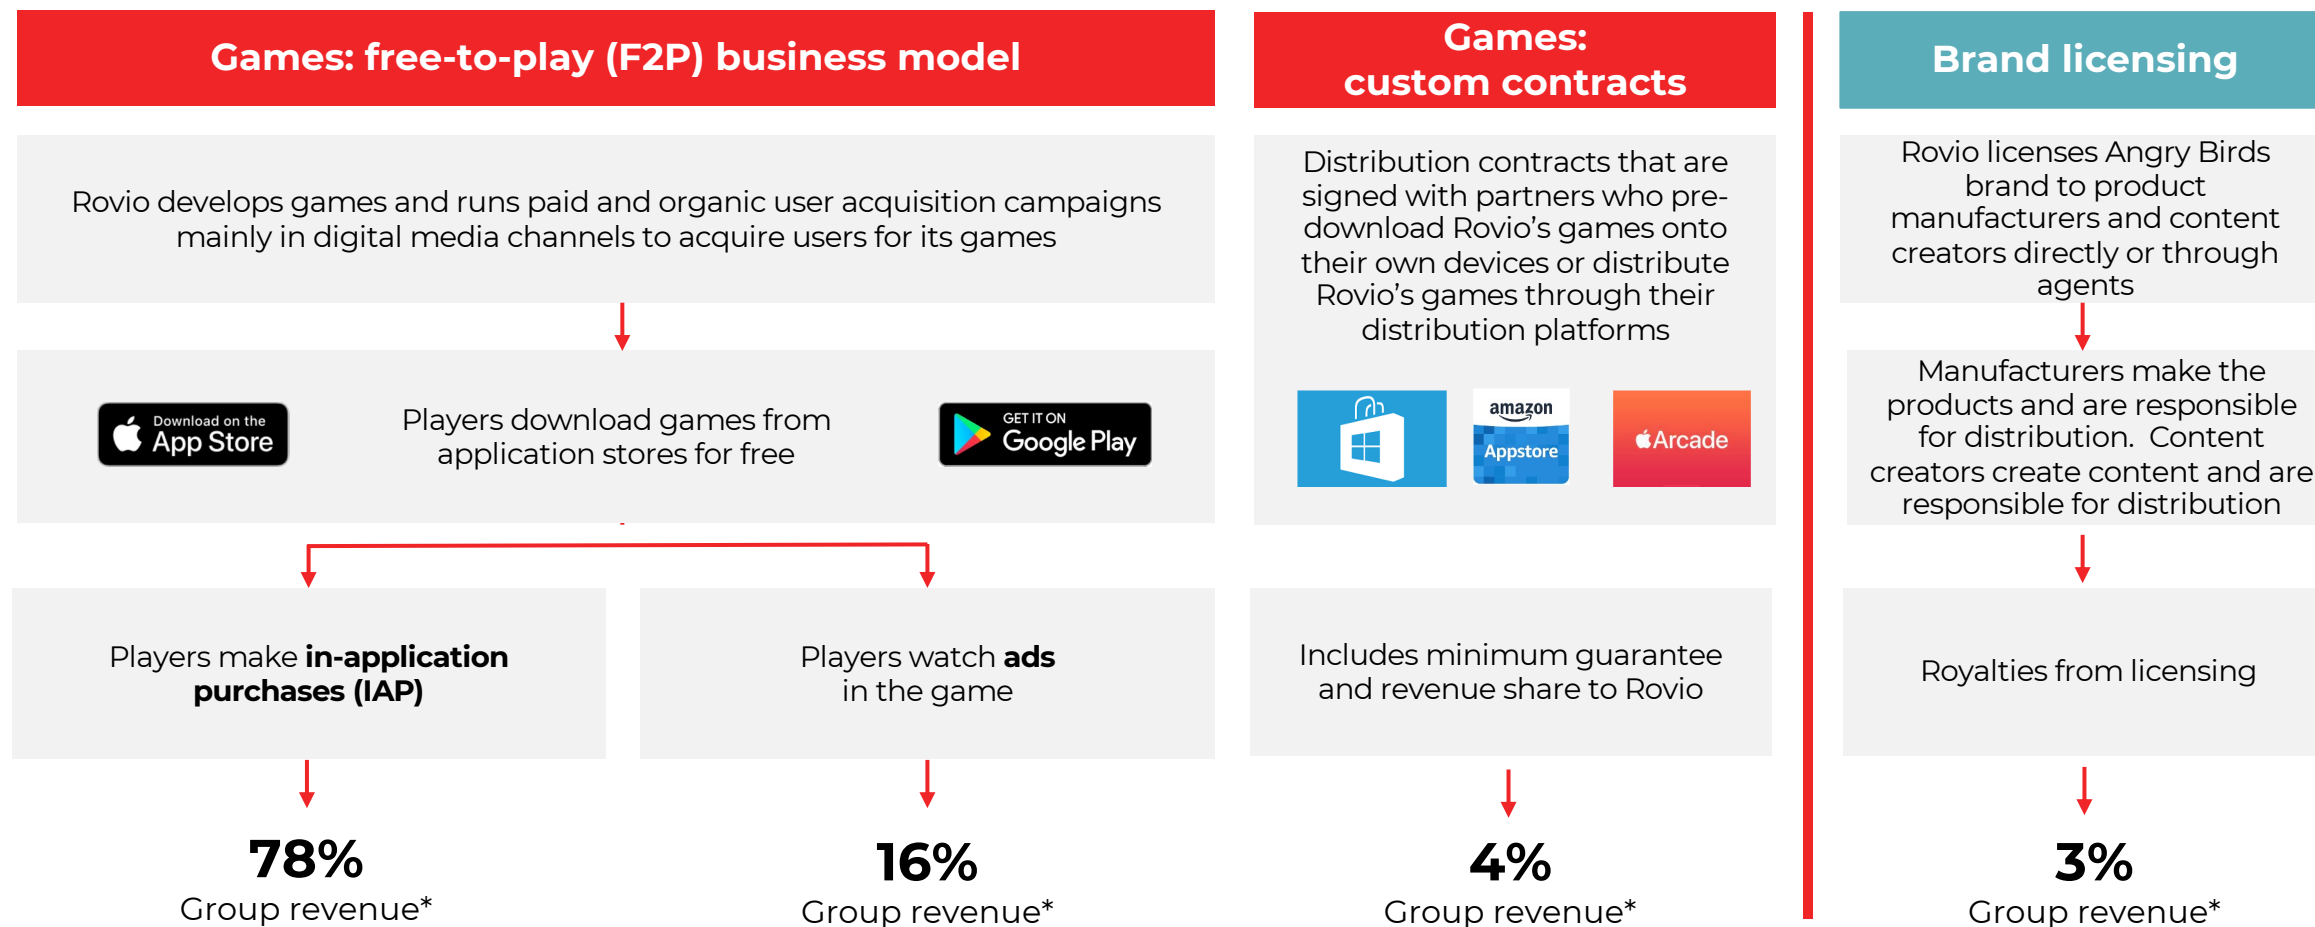 Games: free-to-play (F2P) business model
Rovio develops games and runs paid and organic user acquisition campaigns
mainly in digital media channels to acquire users for its games
Download on the
App Store
Players download games from
application stores for free
GET IT ON
Google Play
Players make in-application
purchases (IAP)
78%
Group revenue*
Players watch ads
in the game
16%
Group revenue*
Games:
custom contracts
Distribution contracts that are
signed with partners who pre-
download Rovio's games onto
their own devices or distribute
Rovio's games through their
distribution platforms
amazon
Appstore
Arcade
Includes minimum guarantee
and revenue share to Rovio
4%
Group revenue*
Brand licensing
Rovio licenses Angry Birds
brand to product
manufacturers and content
creators directly or through
agents
Manufacturers make the
products and are responsible
for distribution.  Content
creators create content and are
responsible for distribution
Royalties from licensing
3%
Group revenue*